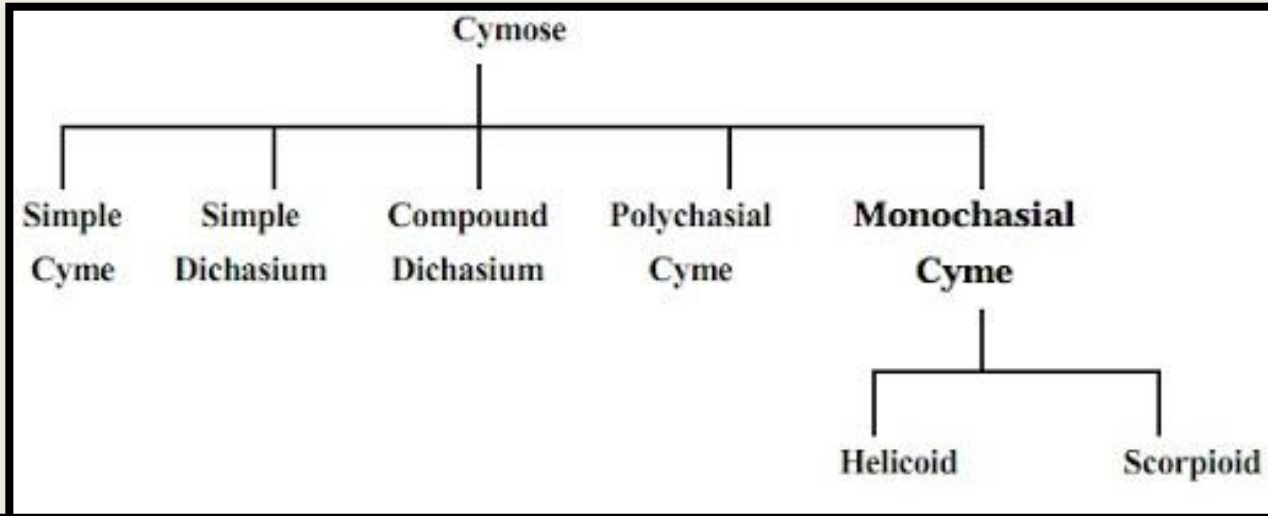 Cymose
Simple Cyme
Simple Dichasium
Compound Dichasium
Polychasial Cyme
Monochasial Cyme
Helicoid
Scorpioid